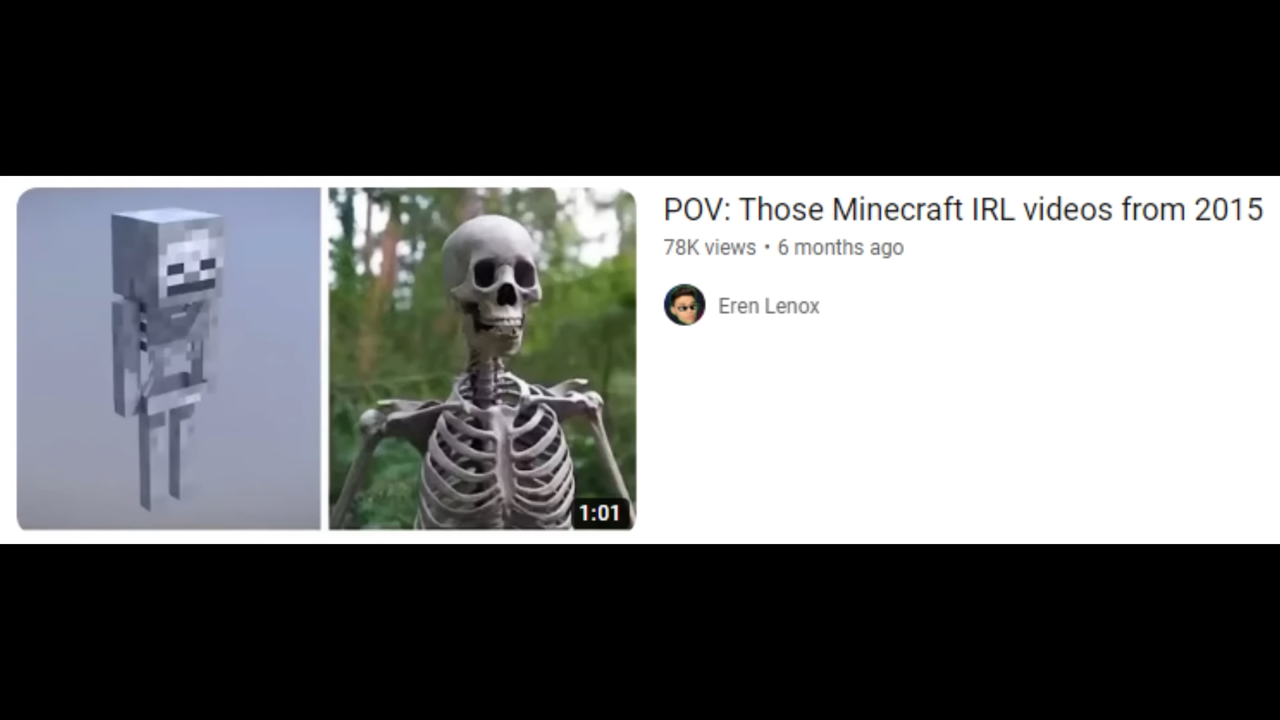 POV: Those Minecraft IRL videos from 2015
78K views • 6 months ago
Eren Lenox
1:01